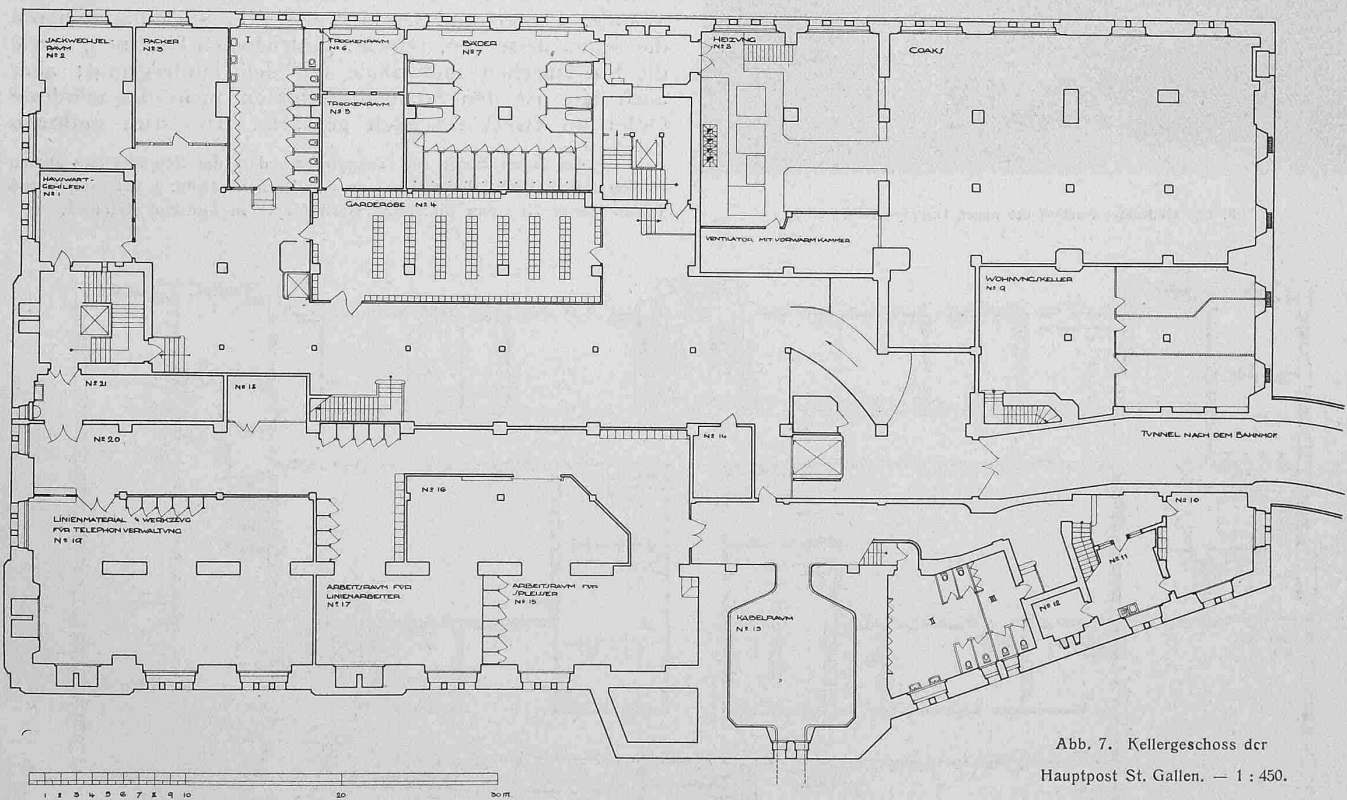 JACKWECHSEL
RAUM
№ 2
PACKER
№ 3
I
TROCKENRAUM
№ 6
BÄDER
№ 7
HEIZUNG
№ 8
COAKS
TROCKENRAUM
№ 5
HAUSWART-
GEHILFEN
№ 1
GARDEROBE № 4
VENTILATOR MIT VORWÄRMKAMMER
WOHNUNGSKELLER
№ 9
№ 21
№ 18
№ 20
№ 14
TUNNEL NACH DEM BAHNHOF
№ 16
№ 10
LINIENMATERIAL & WERKZEUG
FÜR TELEPHONVERWALTUNG
№ 19
№ 11
ARBEITSRAUM FÜR
LINIENARBEITER
№ 17
ARBEITSRAUM FÜR
SPLEISSER
№ 15
№ 12
III
II
KABELRAUM
№ 13
Abb. 7. Kellergeschoss der
Hauptpost St. Gallen. — 1 : 450.
1 2 3 4 5 6 7 8 9 10 20 30 m.